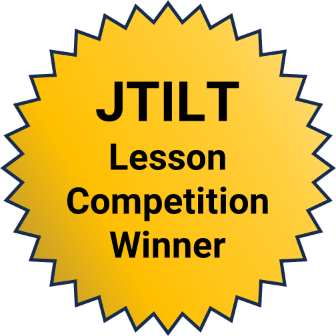 JTILT
Lesson
Competition
Winner